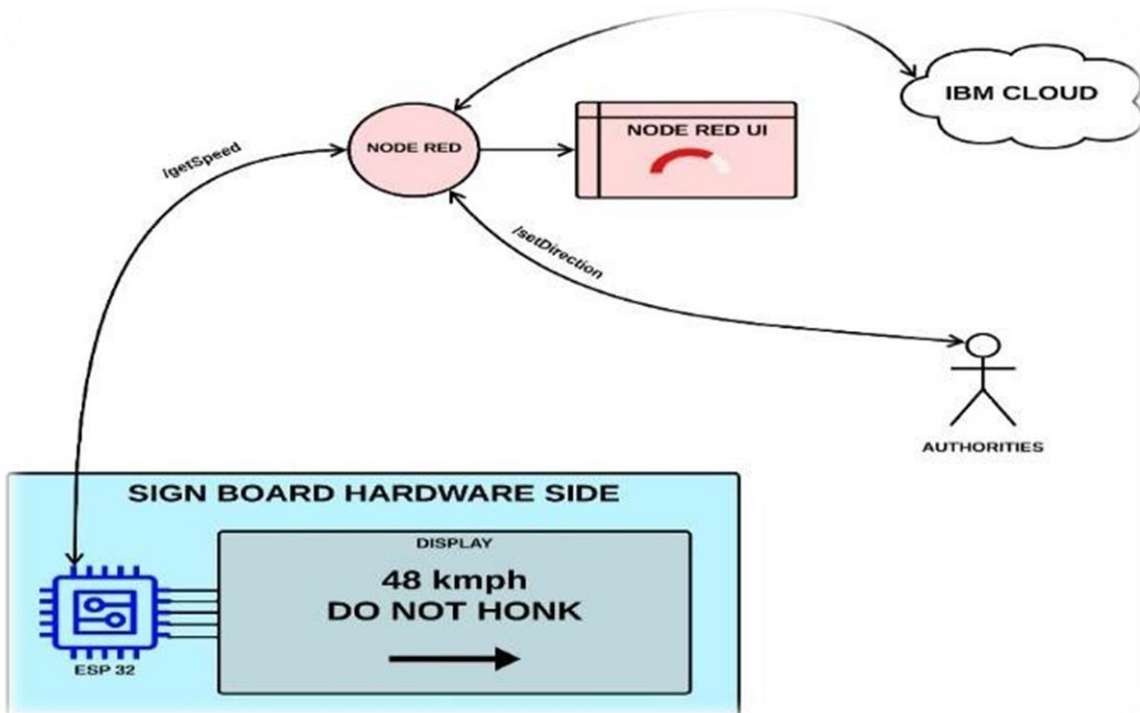 IBM CLOUD
NODE RED UI
NODE RED
/getSpeed
/setDirection
AUTHORITIES
SIGN BOARD HARDWARE SIDE
DISPLAY
48 kmph
DO NOT HONK
ESP 32